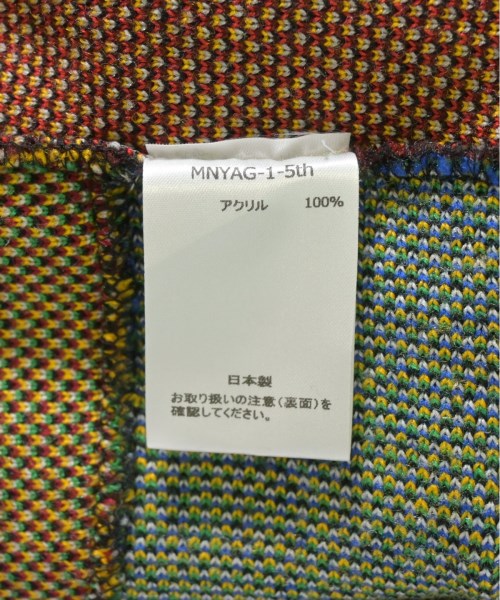 MNYAG-1-5th
アクリル 100%
日本製
お取り扱いの注意(裏面)を
確認してください。